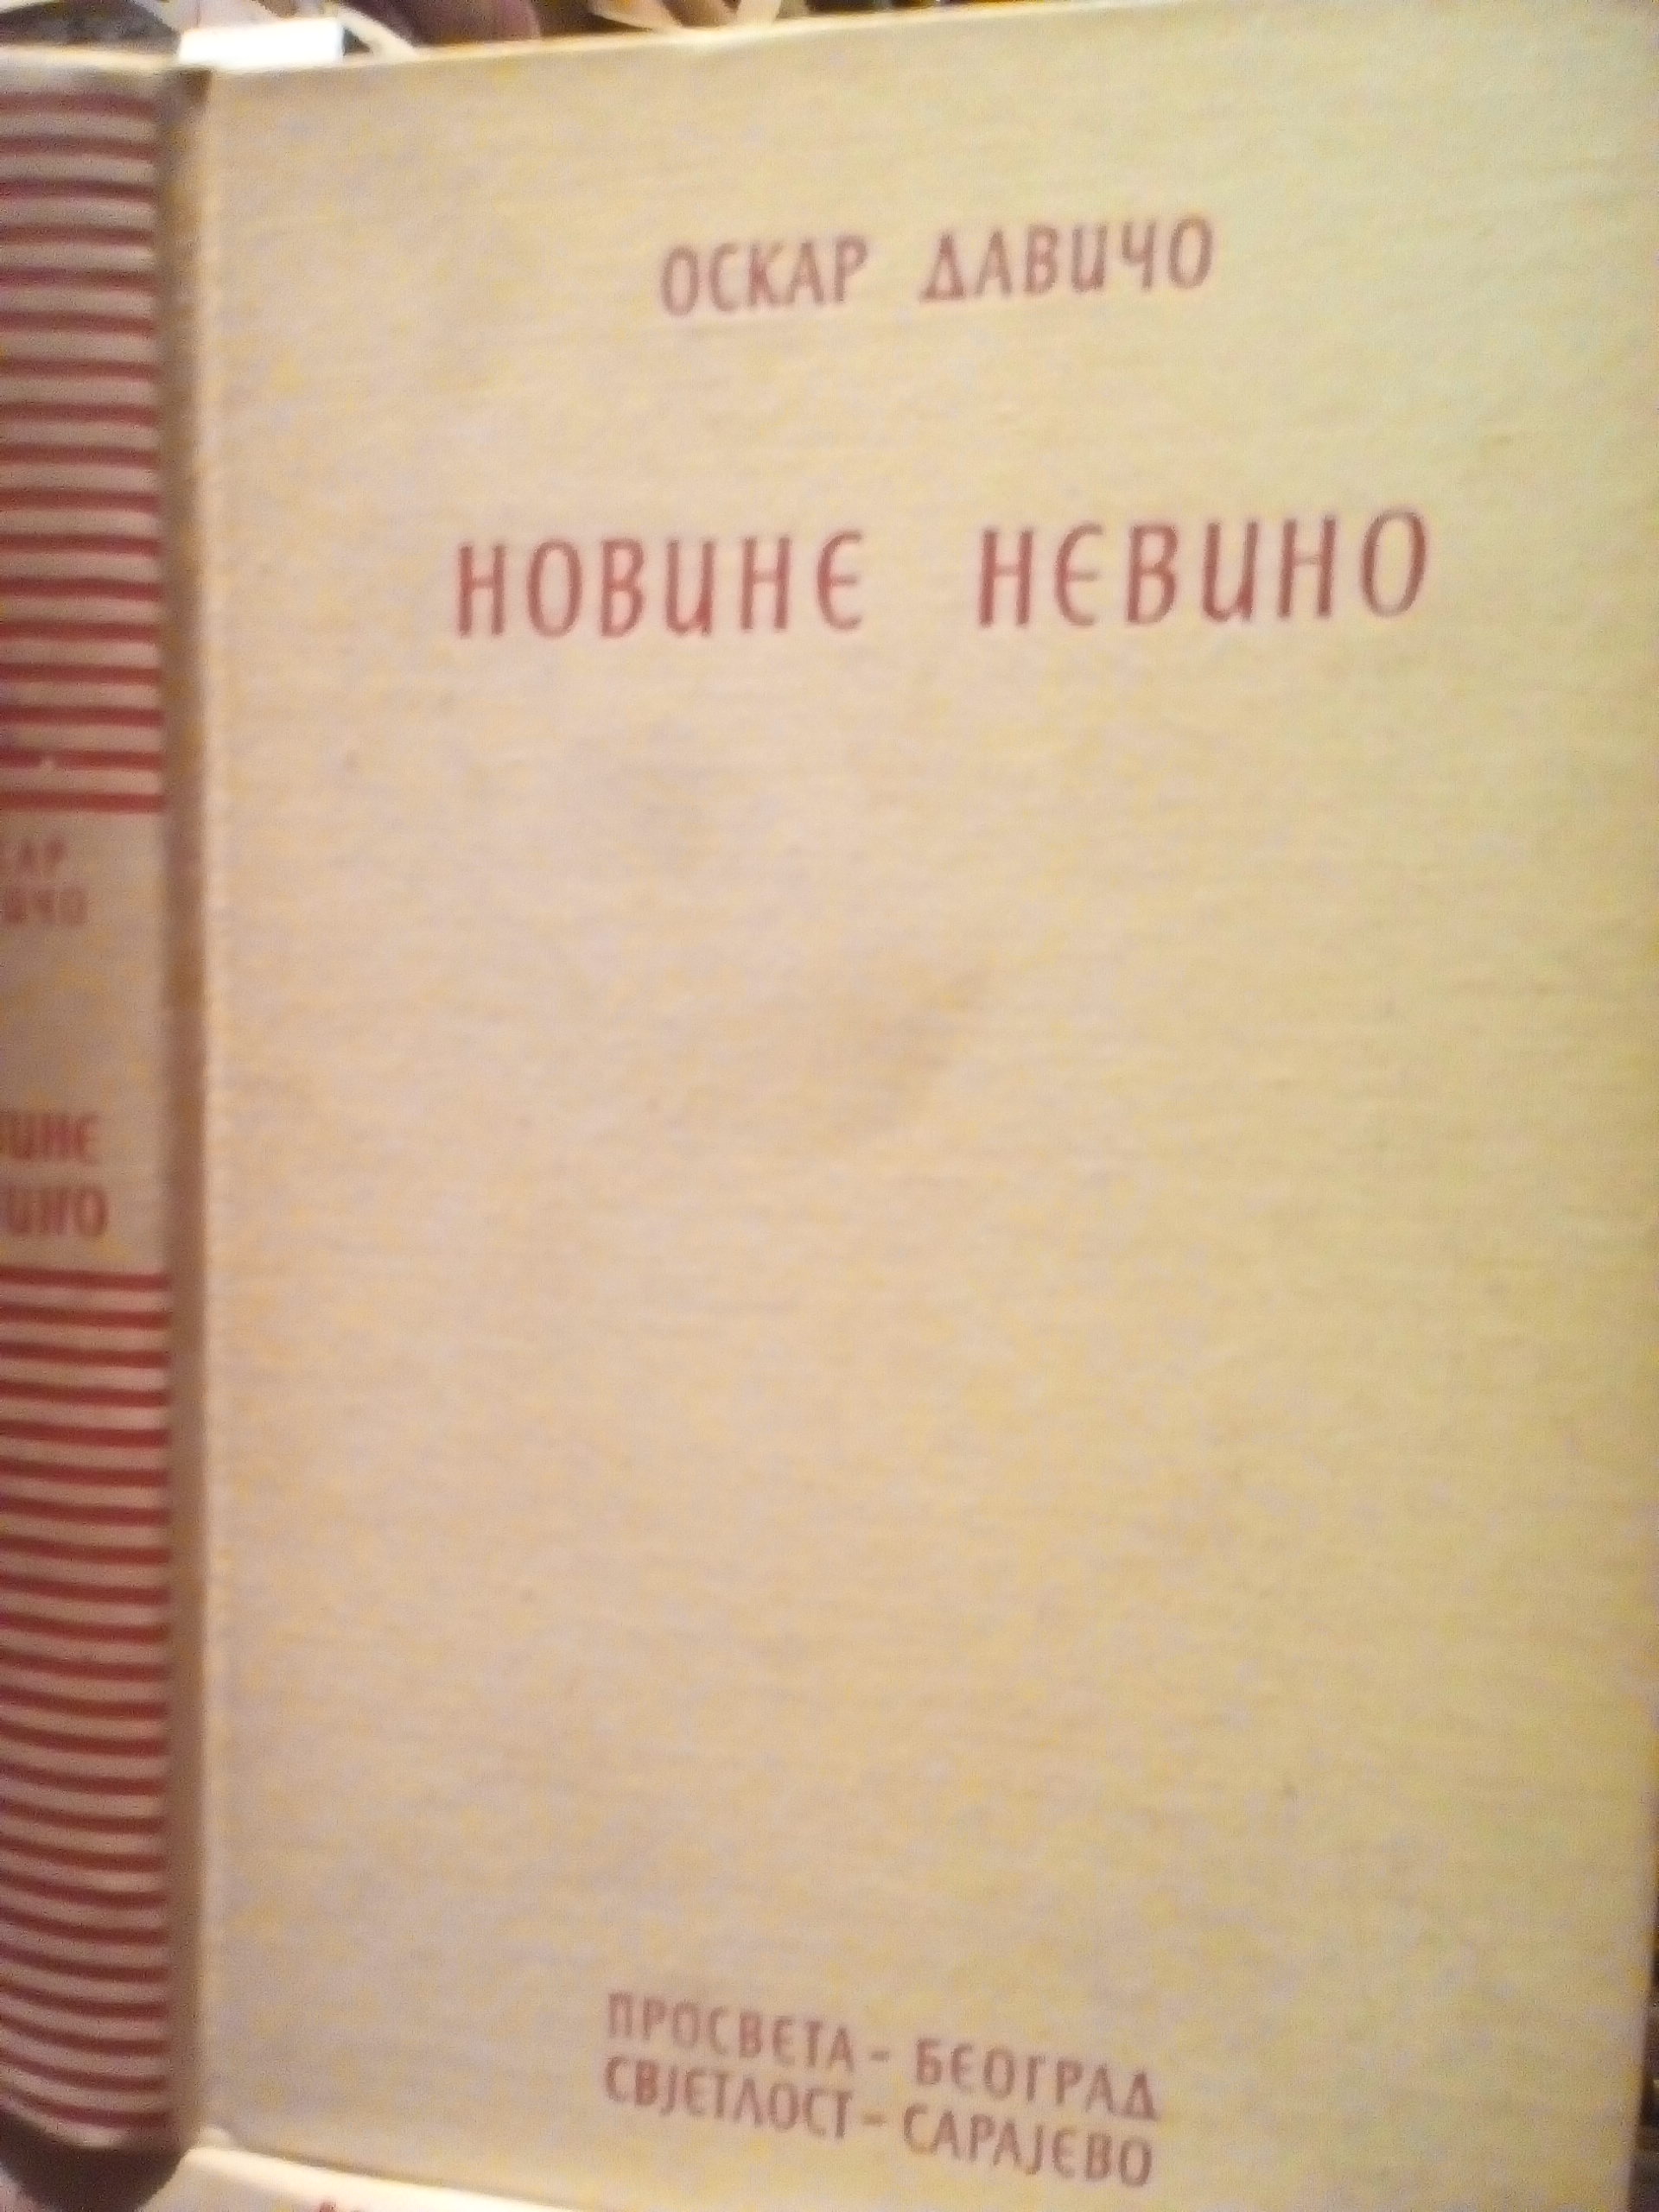 ОСКАР ДАВИЧО
НОВИНЕ НЕВИНО
ПРОСВЕТА – БЕОГРАД
СВЈЕТЛОСТ – САРАЈЕВО